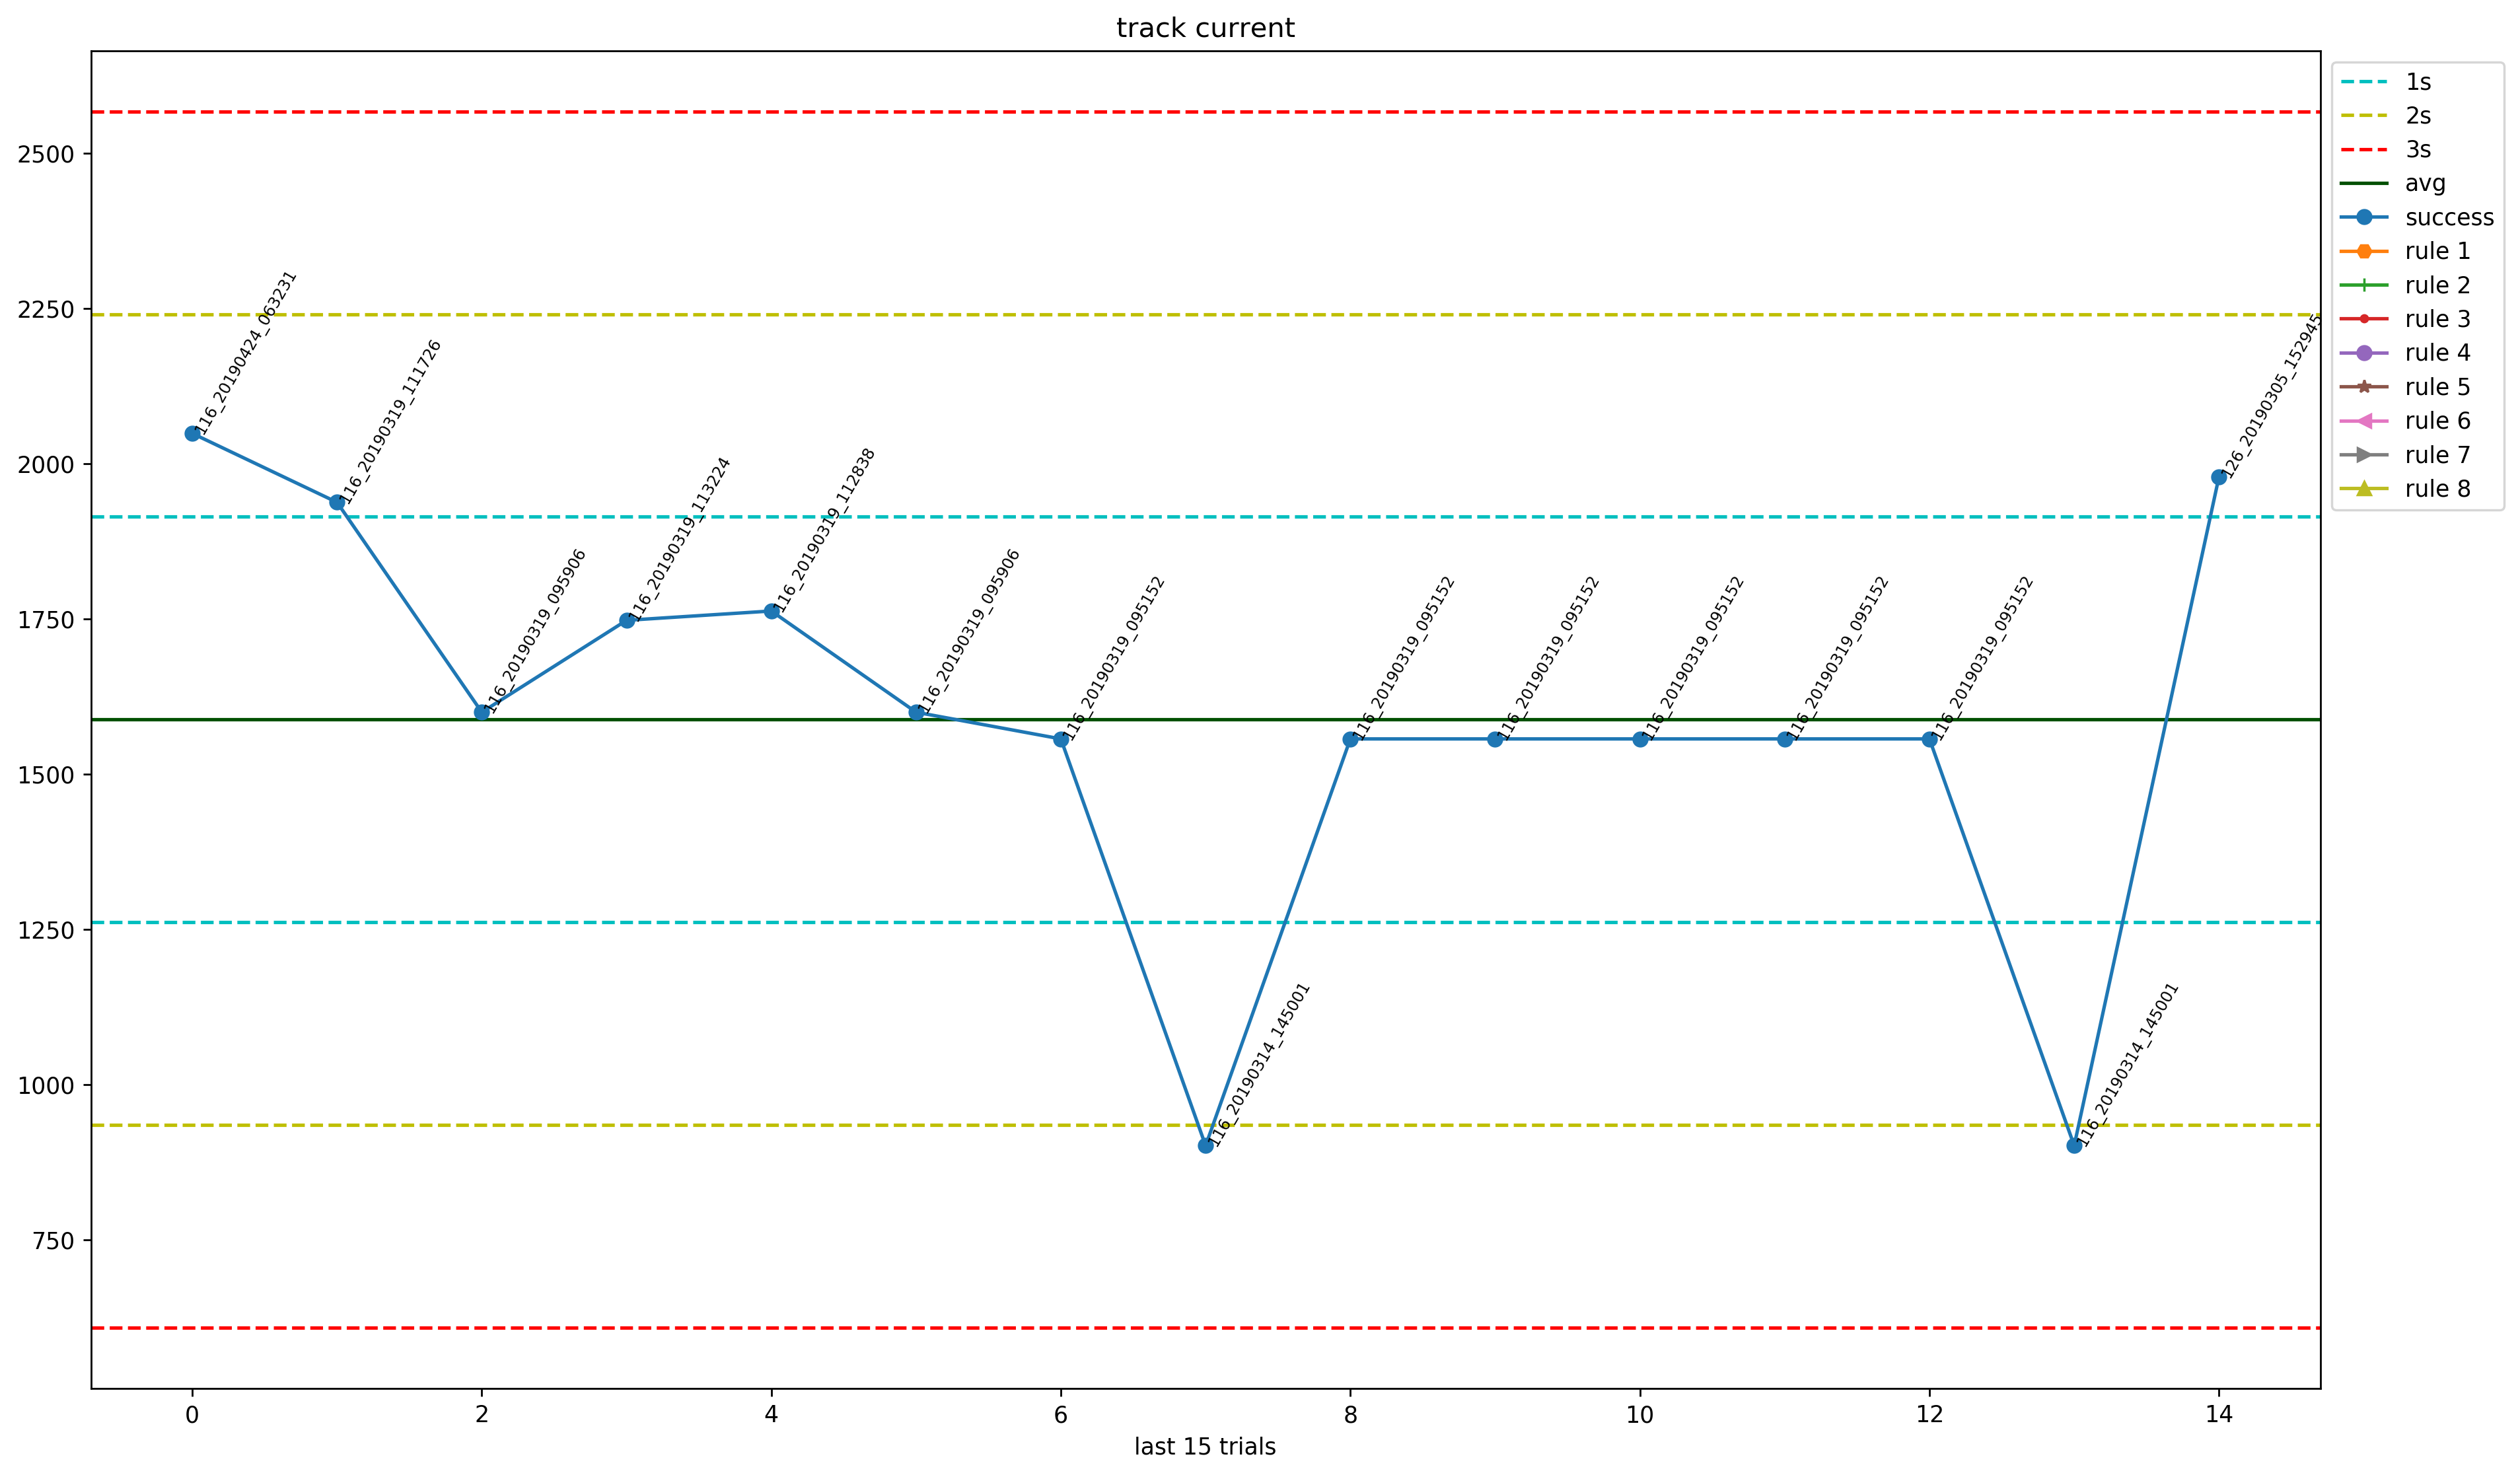 track current
2500
2250
2000
1750
1500
1250
1000
750
116_20190424_063231
116_20190319_111726
116_20190319_095906
116_20190319_113224
116_20190319_112838
116_20190319_095906
116_20190319_095152
116_20190314_145001
116_20190319_095152
116_20190319_095152
116_20190319_095152
116_20190319_095152
116_20190319_095152
116_20190314_145001
126_20190305_152945
1s
2s
3s
avg
success
rule 1
rule 2
rule 3
rule 4
rule 5
rule 6
rule 7
rule 8
0 2 4 6 8 10 12 14
last 15 trials